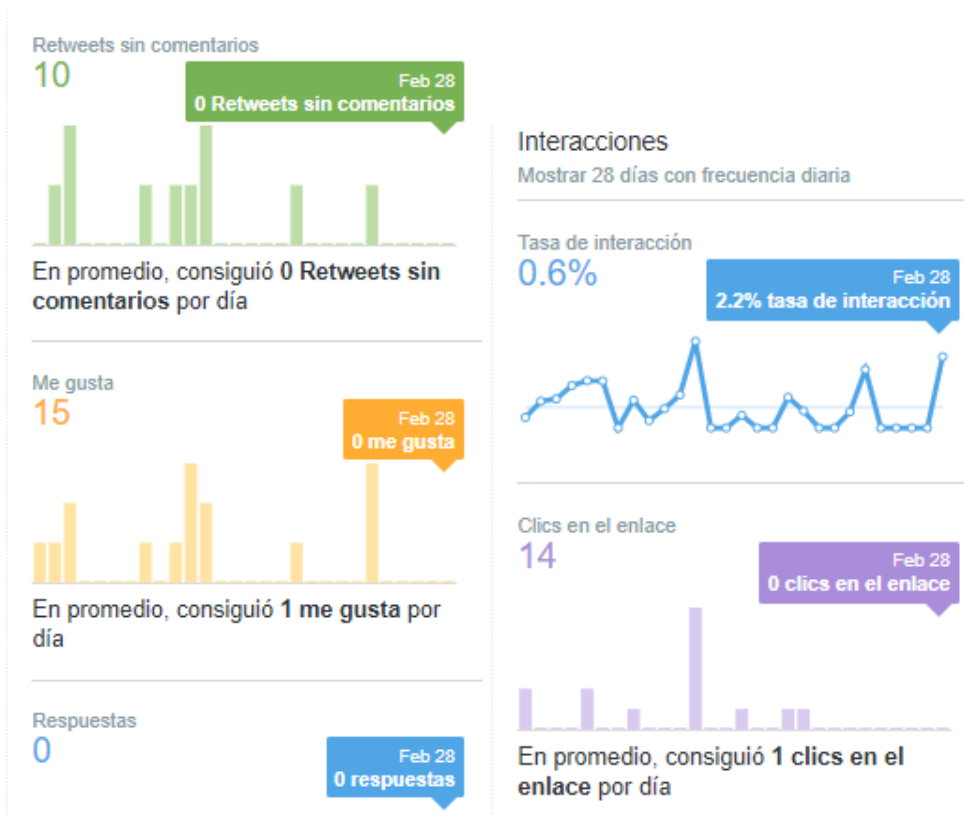 Retweets sin comentarios
10
Feb 28
0 Retweets sin comentarios
En promedio, consiguió 0 Retweets sin
comentarios por día
Me gusta
15
Feb 28
0 me gusta
En promedio, consiguió 1 me gusta por
día
Respuestas
0
Feb 28
0 respuestas
Interacciones
Mostrar 28 días con frecuencia diaria
Tasa de interacción
0.6%
Feb 28
2.2% tasa de interacción
Clics en el enlace
14
Feb 28
0 clics en el enlace
En promedio, consiguió 1 clics en el
enlace por día